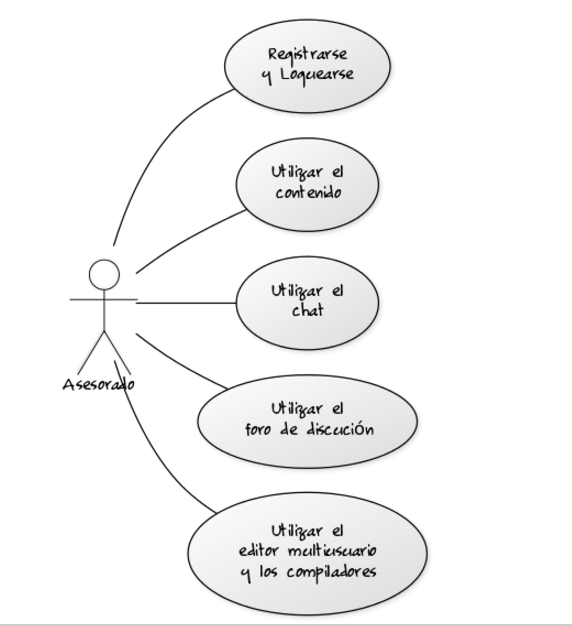 Registrarse
y Loguearse
Utilizar el
contenido
Utilizar el
chat
Asesorado
Utilizar el
foro de discución
Utilizar el
editor multiusuario
y los compiladores